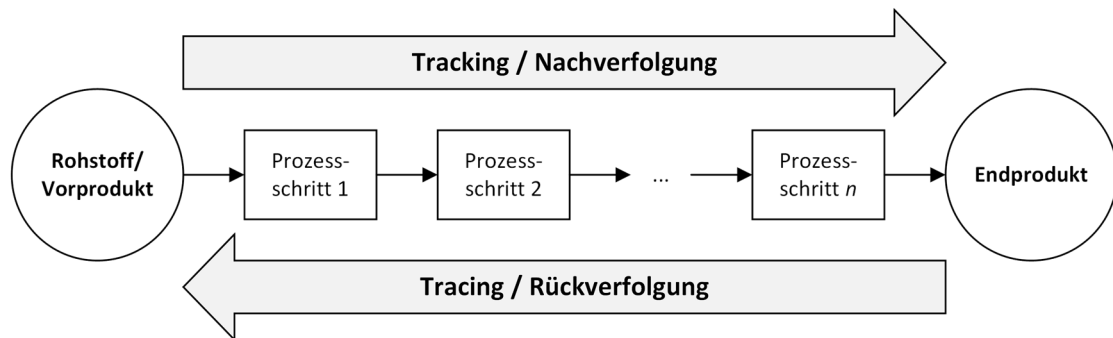 Tracking / Nachverfolgung
Rohstoff/
Vorprodukt
Prozess-
schritt 1
Prozess-
schritt 2
...
Prozess-
schritt n
Endprodukt
Tracing / Rückverfolgung